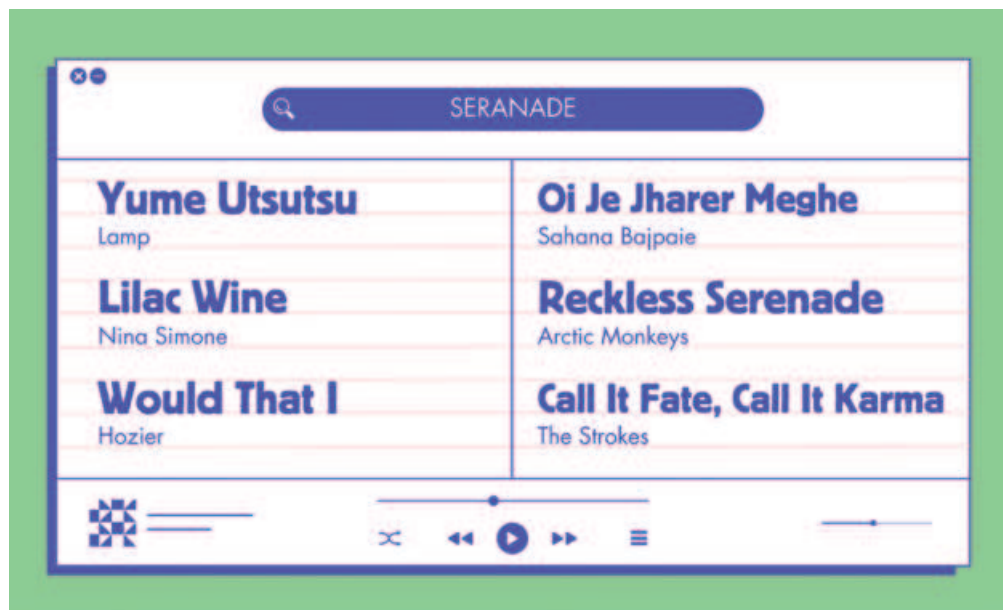 SERANADE
Yume Utsutsu
Lamp
Lilac Wine
Nina Simone
Would That I
Hozier
Oi Je Jharer Meghe
Sahana Bajpaie
Reckless Serenade
Arctic Monkeys
Call It Fate, Call It Karma
The Strokes